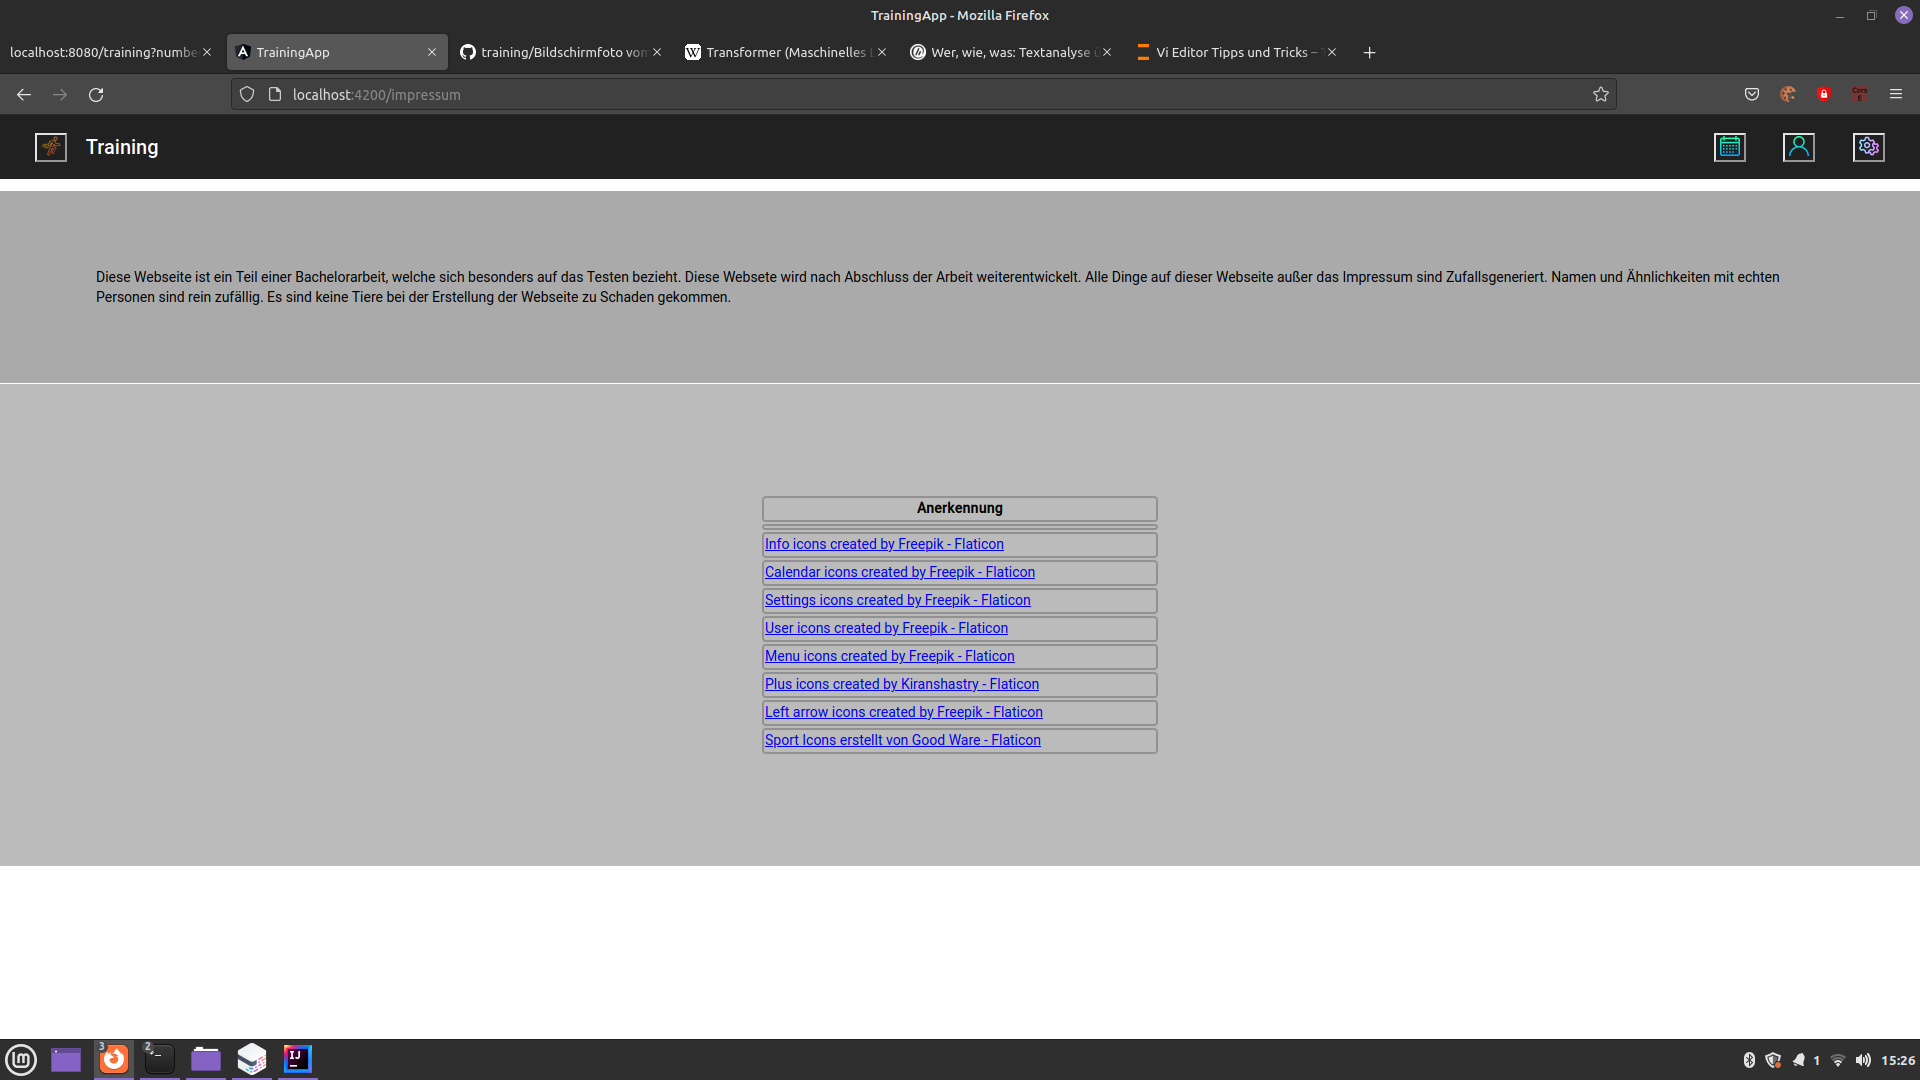 TrainingApp - Mozilla Firefox
localhost:8080/training?numbe
TrainingApp
training/Bildschirmfoto von
Transformer (Maschinelles L
Wer, wie, was: Textanalyse ü
Vi Editor Tipps und Tricks – T
localhost:4200/impressum
Cors
E
Training
Diese Webseite ist ein Teil einer Bachelorarbeit, welche sich besonders auf das Testen bezieht. Diese Websete wird nach Abschluss der Arbeit weiterentwickelt. Alle Dinge auf dieser Webseite außer das Impressum sind Zufallsgeneriert. Namen und Ähnlichkeiten mit echten
Personen sind rein zufällig. Es sind keine Tiere bei der Erstellung der Webseite zu Schaden gekommen.
Anerkennung
Info icons created by Freepik - Flaticon
Calendar icons created by Freepik - Flaticon
Settings icons created by Freepik - Flaticon
User icons created by Freepik - Flaticon
Menu icons created by Freepik - Flaticon
Plus icons created by Kiranshastry - Flaticon
Left arrow icons created by Freepik - Flaticon
Sport Icons erstellt von Good Ware - Flaticon
3
2
IJ
1
15:26